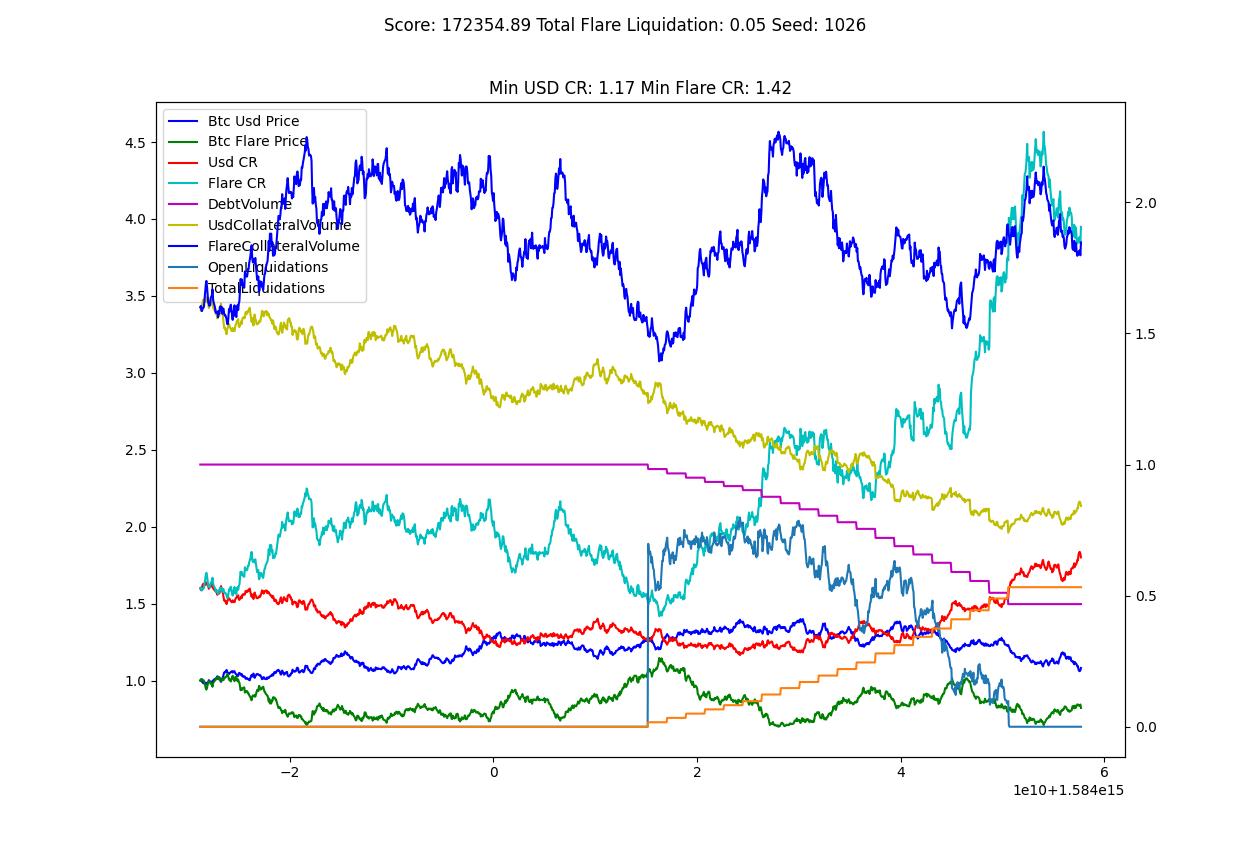 Score: 172354.89 Total Flare Liquidation: 0.05 Seed: 1026
Min USD CR: 1.17 Min Flare CR: 1.42
Btc Usd Price
Btc Flare Price
Usd CR
Flare CR
DebtVolume
UsdCollateralVolume
FlareCollateralVolume
OpenLiquidations
TotalLiquidations
4.5
4.0
3.5
3.0
2.5
2.0
1.5
1.0
2.0
1.5
1.0
0.5
0.0
−2
0
2
4
6
1e10+1.584e15